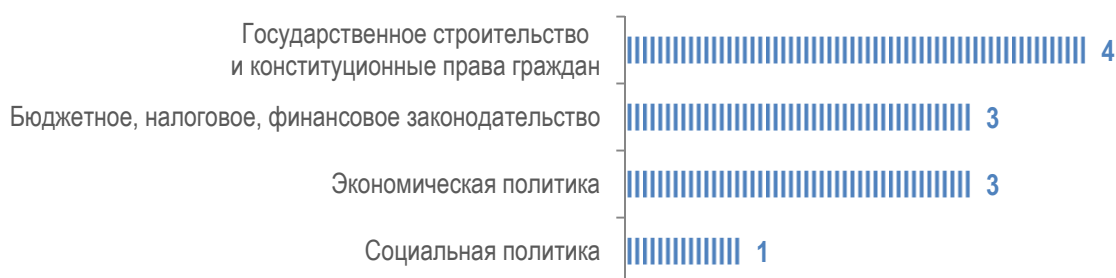 Государственное строительство
и конституционные права граждан
4
Бюджетное, налоговое, финансовое законодательство
3
Экономическая политика
3
Социальная политика
1